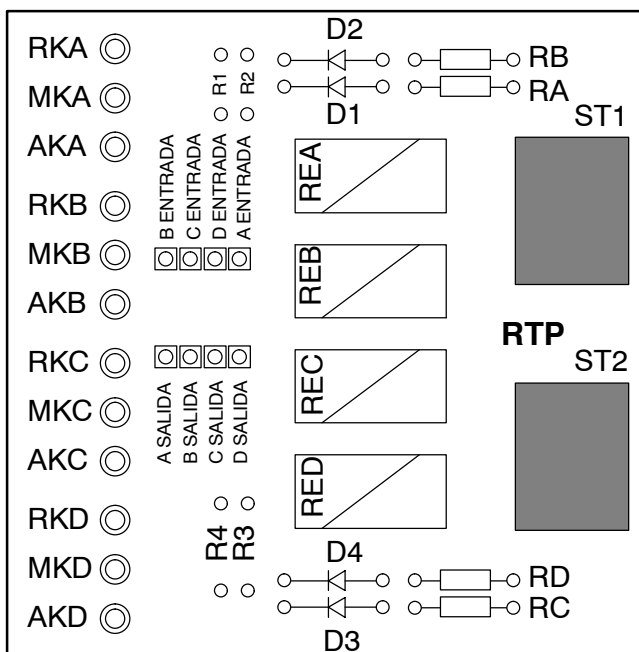 RKA
MKA
AKA
RKB
MKB
AKB
RKC
MKC
AKC
RKD
MKD
AKD
R1
R2
B ENTRADA
C ENTRADA
D ENTRADA
A ENTRADA
A SALIDA
B SALIDA
C SALIDA
D SALIDA
R4
R3
D2
D1
RB
RA
REA
REB
REC
RED
ST1
RTP
ST2
D4
D3
RD
RC